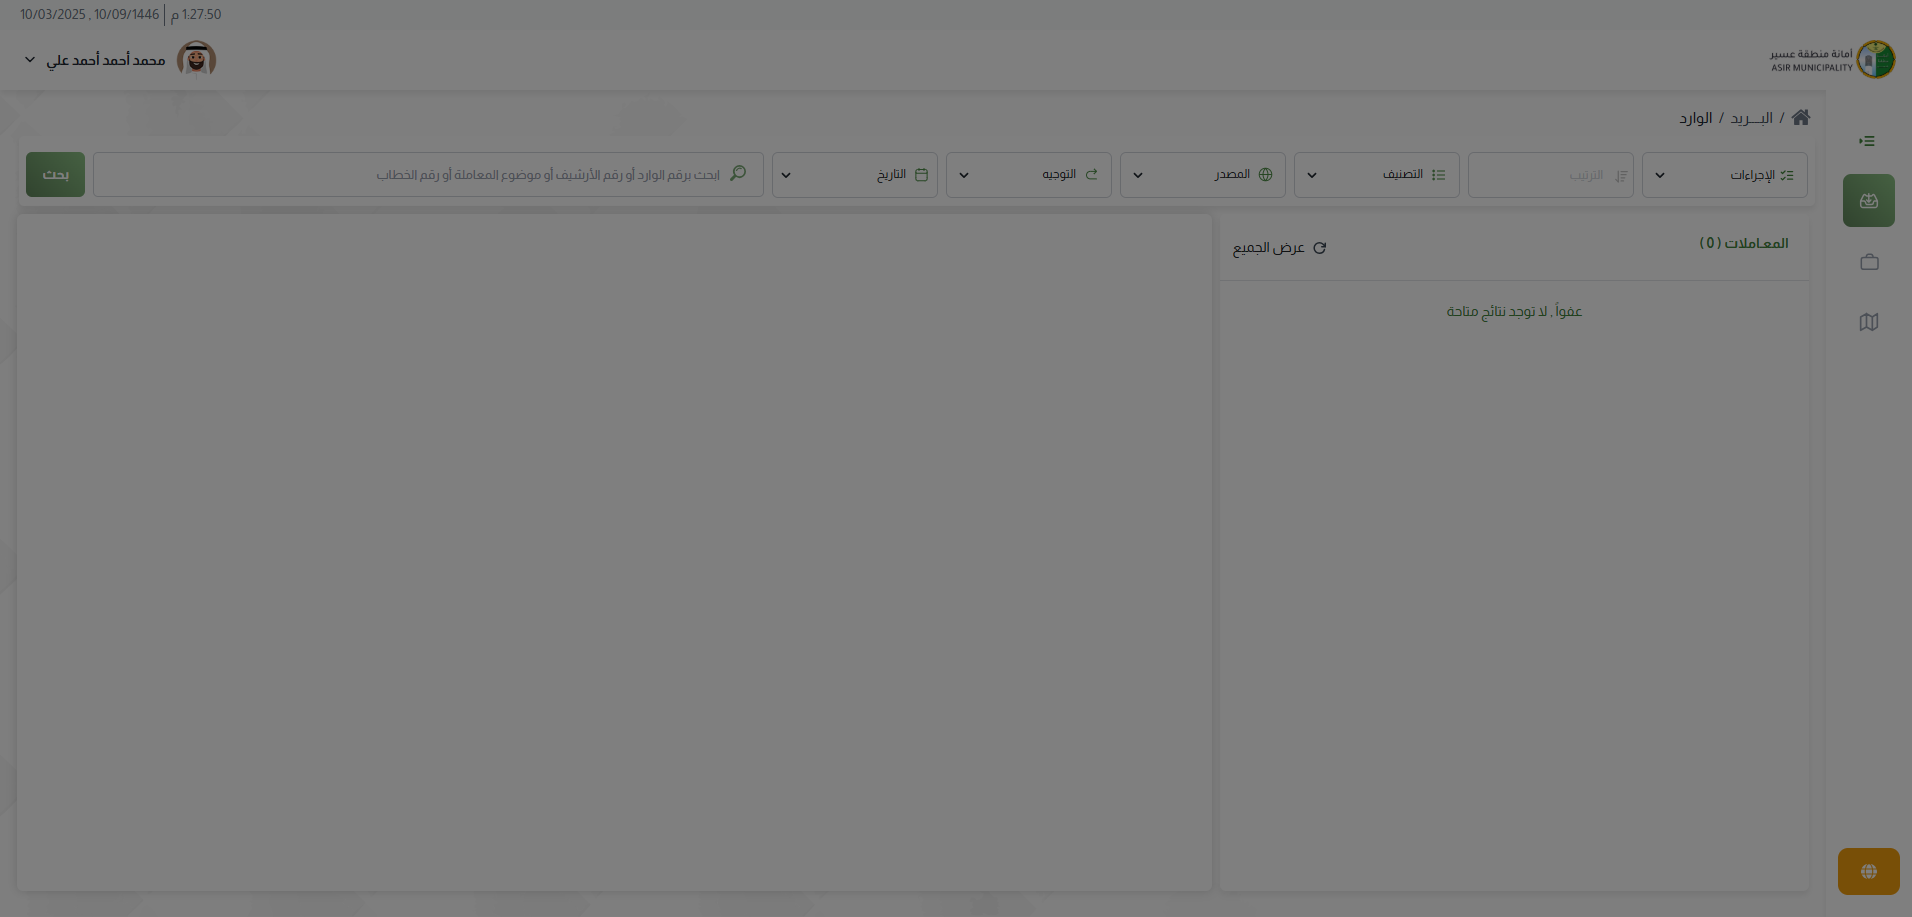 10/03/2025 , 10/09/1446 | 1:27:50 م
أمانة منطقة عسير
ASIR MUNICIPALITY
محمد أحمد أحمد علي
/ البـــريد / الوارد
الإجراءات
الترتيب
التصنيف
المصدر
التوجيه
التاريخ
ابحث برقم الوارد أو رقم الأرشيف أو موضوع المعاملة أو رقم الخطاب
بحث
المعـاملات ( 0 )
عرض الجميع
عفواً , لا توجد نتائج متاحة